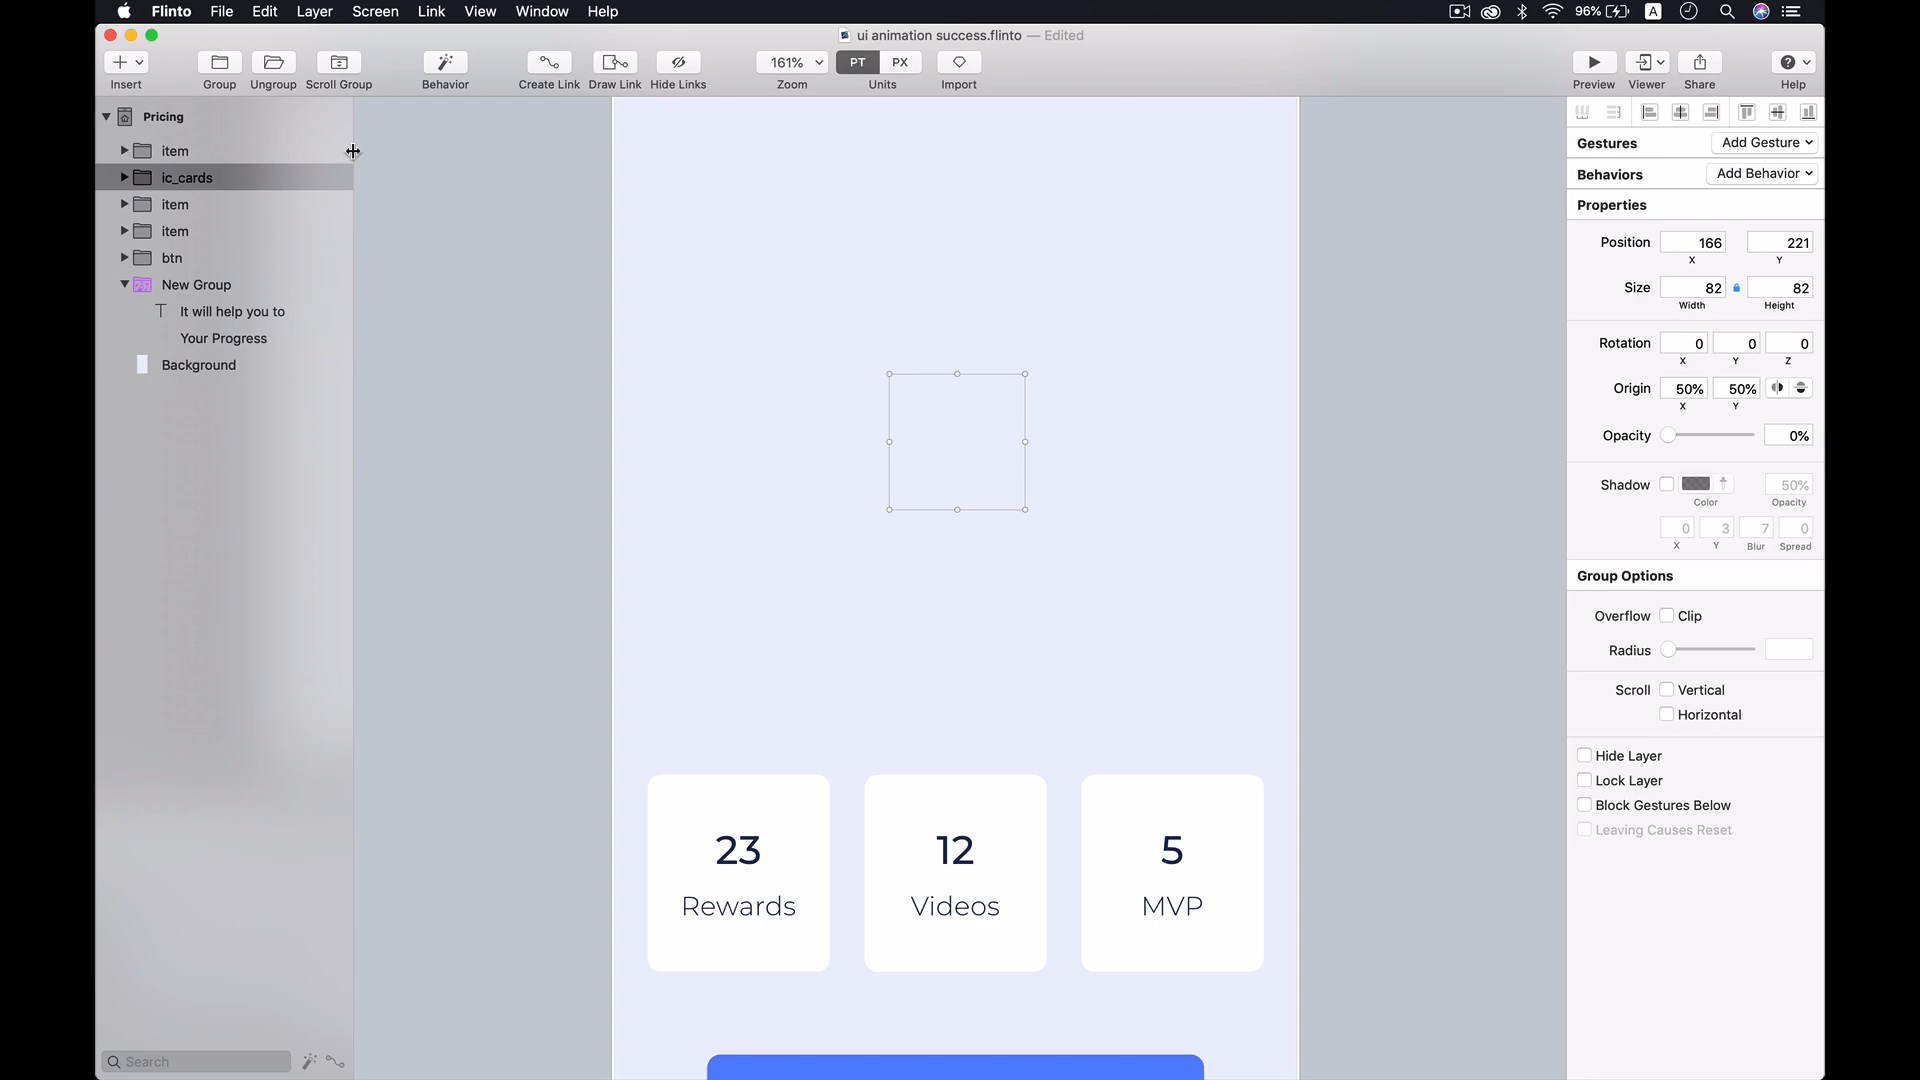 Flinto File Edit Layer Screen Link View Window Help 96% A
ui animation success.flinto — Edited
161% PT PX
Insert Group Ungroup Scroll Group Behavior Create Link Draw Link Hide Links Zoom Units Import Preview Viewer Share Help
Pricing
item
ic_cards
item
item
btn
New Group
It will help you to
Your Progress
Background
Search
23
Rewards
12
Videos
5
MVP
Gestures Add Gesture
Behaviors Add Behavior
Properties
Position 166 221
X Y
Size 82 82
Width Height
Rotation 0 0 0
X Y Z
Origin 50% 50%
X Y
Opacity 0%
Shadow 50%
Color Opacity
0 3 7 0
X Y Blur Spread
Group Options
Overflow Clip
Radius
Scroll Vertical
Horizontal
Hide Layer
Lock Layer
Block Gestures Below
Leaving Causes Reset